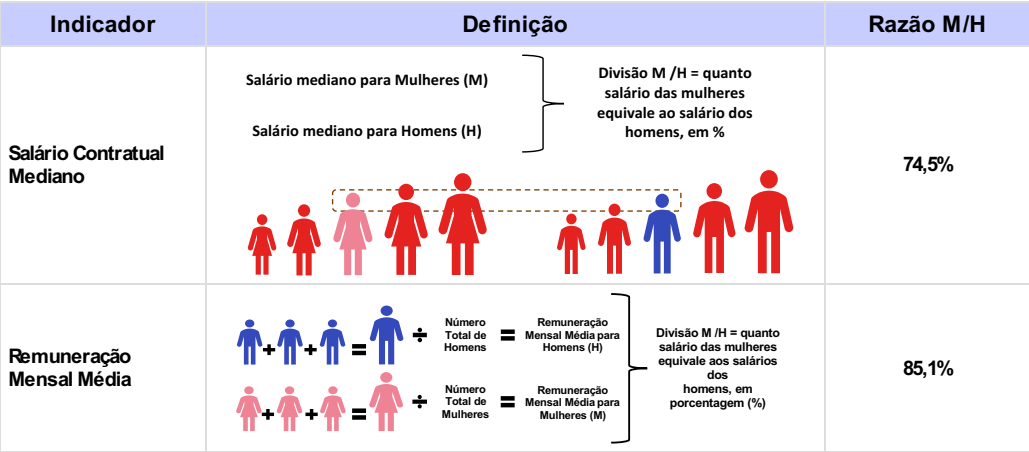 Indicador
Definição
Razão M/H
Salário Contratual
Mediano
Salário mediano para Mulheres (M)
Salário mediano para Homens (H)
Divisão M /H = quanto
salário das mulheres
equivale ao salário dos
homens, em %
74,5%
Remuneração
Mensal Média
+ + = ÷
Número
Total de
Homens
=
Remuneração
Mensal Média para
Homens (H)
+ + = ÷
Número
Total de
Mulheres
=
Remuneração
Mensal Média para
Mulheres (M)
Divisão M /H = quanto
salário das mulheres
equivale aos salários
dos
homens, em
porcentagem (%)
85,1%